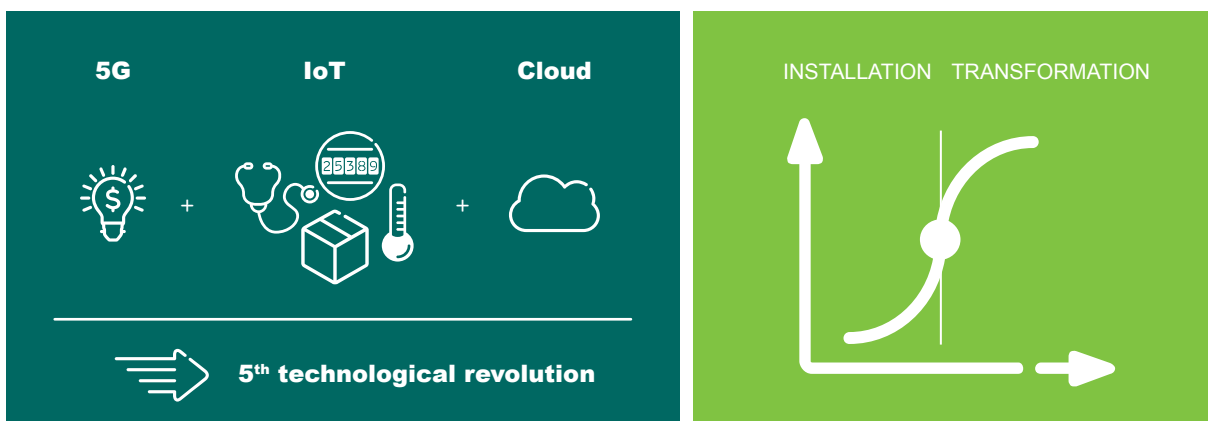 5G IoT Cloud
$
25389
+ +
5th technological revolution
INSTALLATION TRANSFORMATION